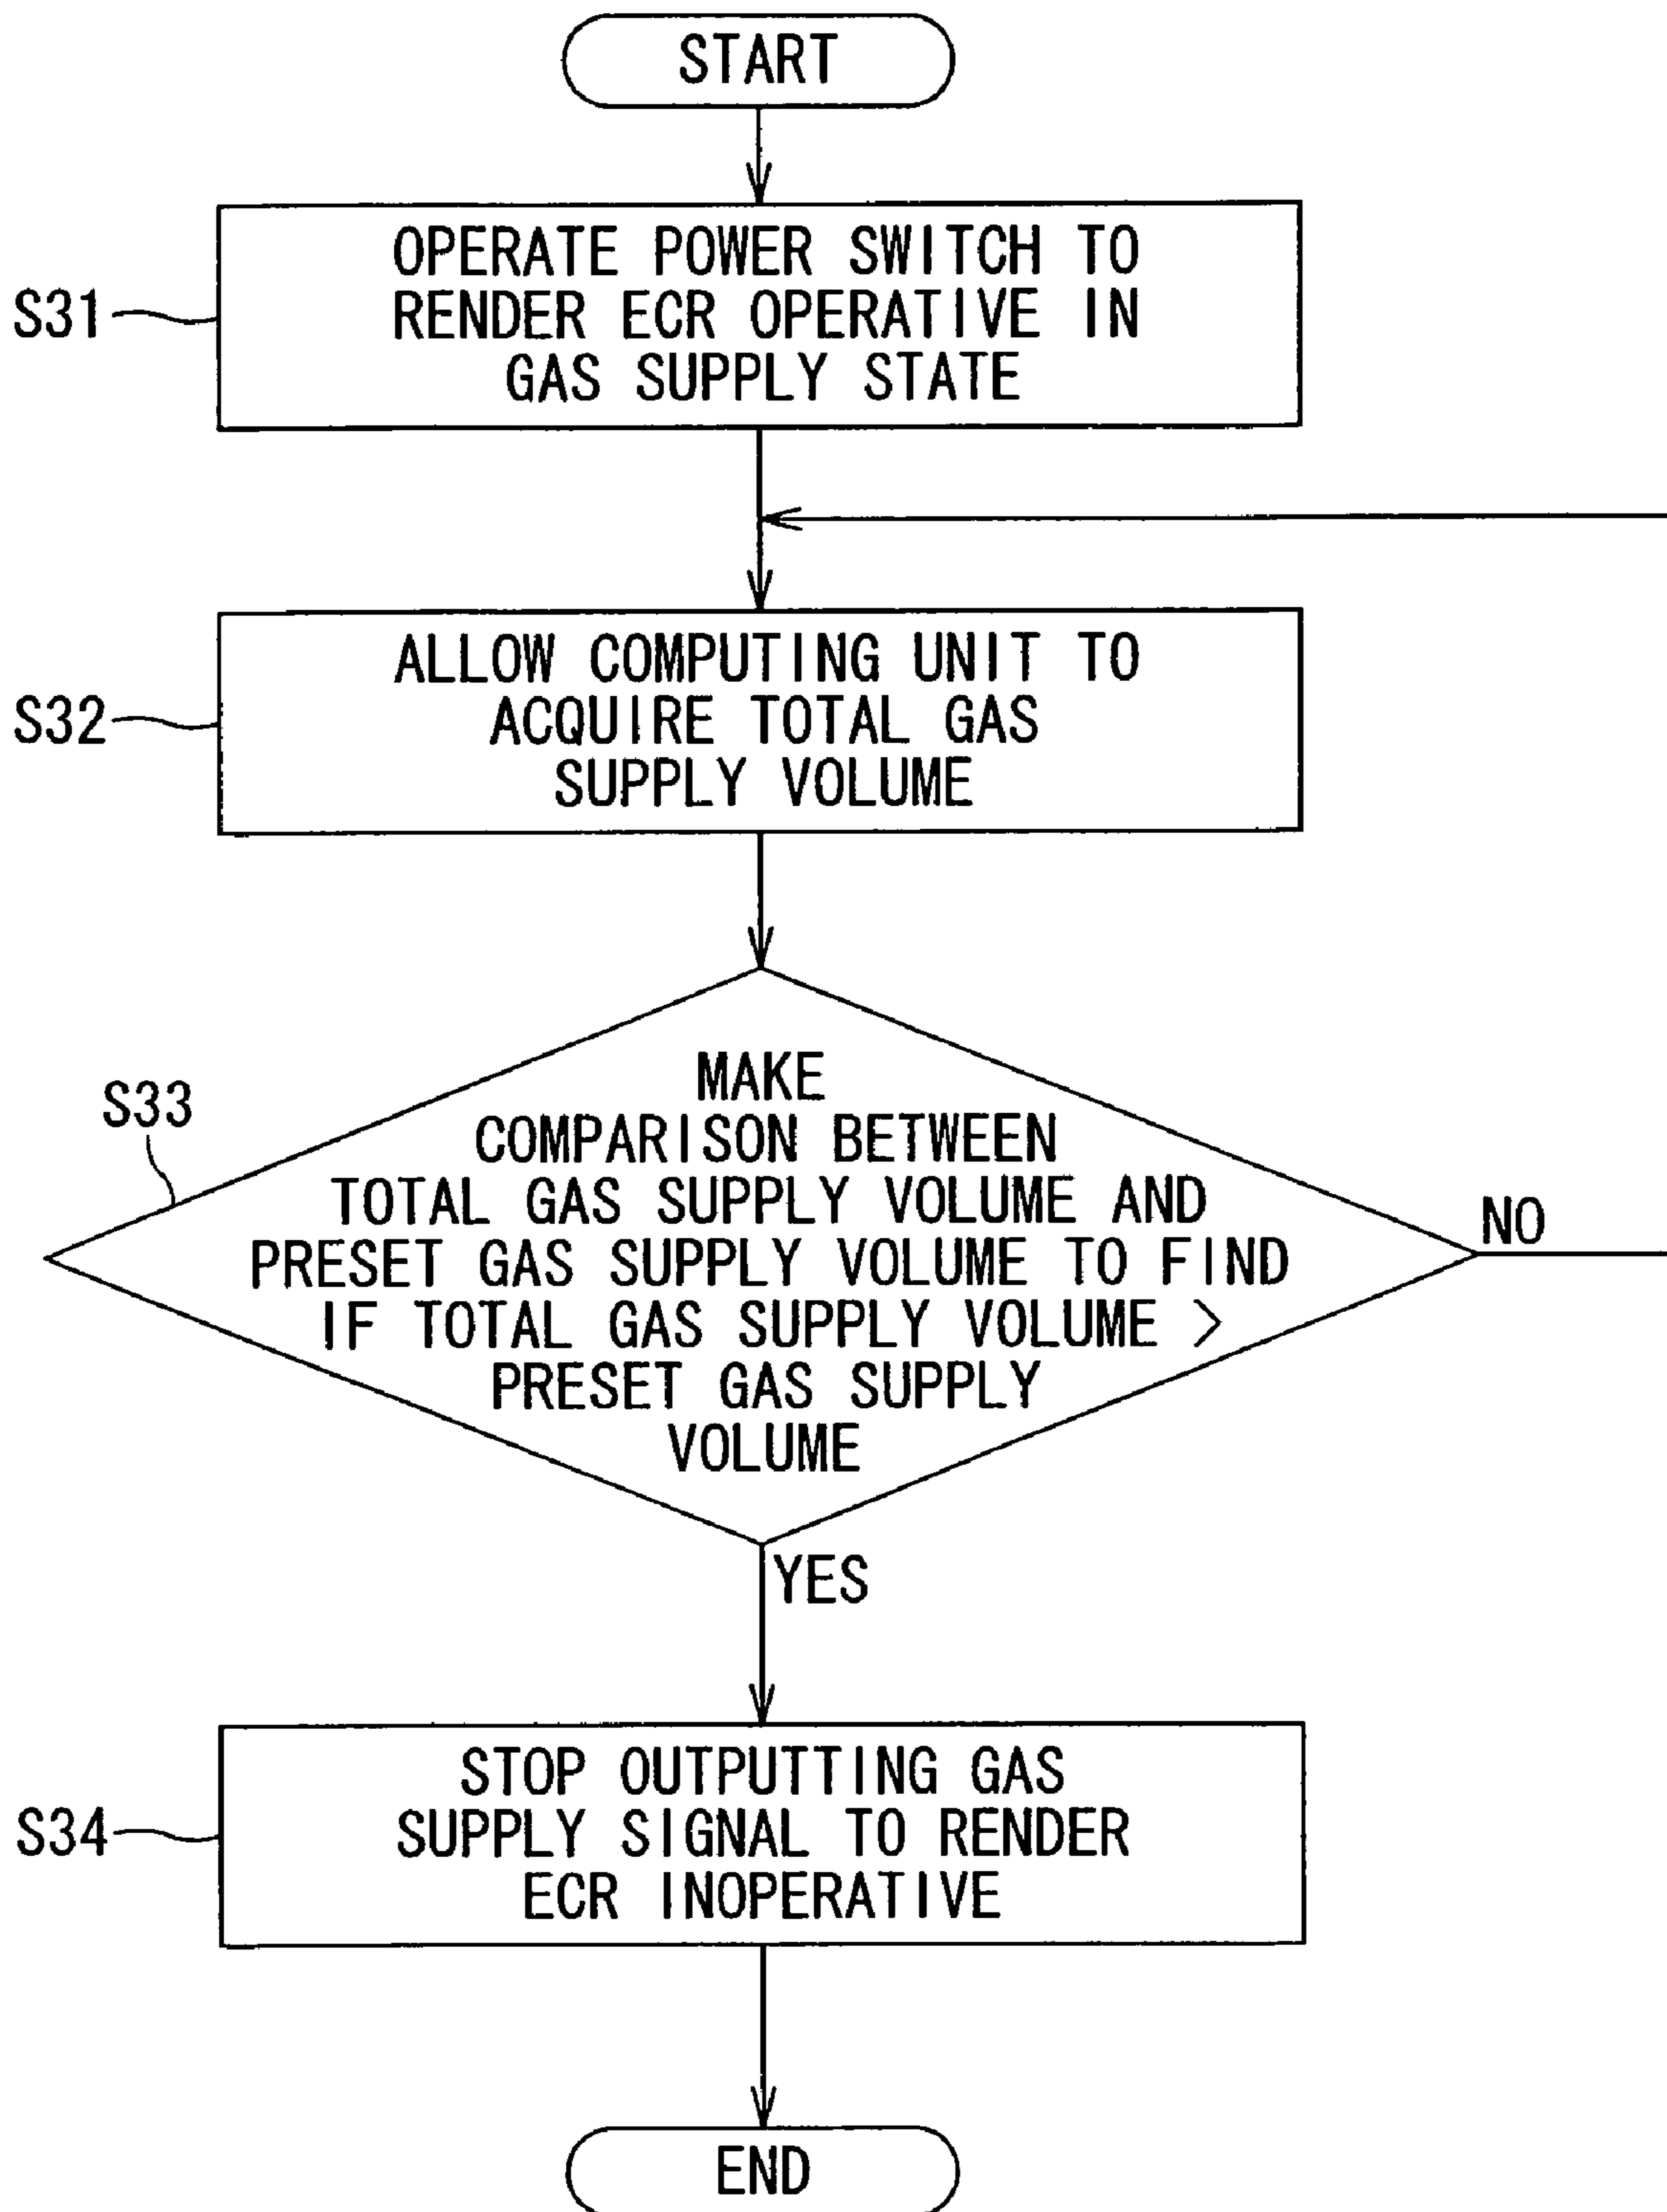 START
S31
OPERATE POWER SWITCH TO
RENDER ECR OPERATIVE IN
GAS SUPPLY STATE
S32
ALLOW COMPUTING UNIT TO
ACQUIRE TOTAL GAS
SUPPLY VOLUME
S33
MAKE
COMPARISON BETWEEN
TOTAL GAS SUPPLY VOLUME AND
PRESET GAS SUPPLY VOLUME TO FIND
IF TOTAL GAS SUPPLY VOLUME >
PRESET GAS SUPPLY
VOLUME
NO
YES
S34
STOP OUTPUTTING GAS
SUPPLY SIGNAL TO RENDER
ECR INOPERATIVE
END